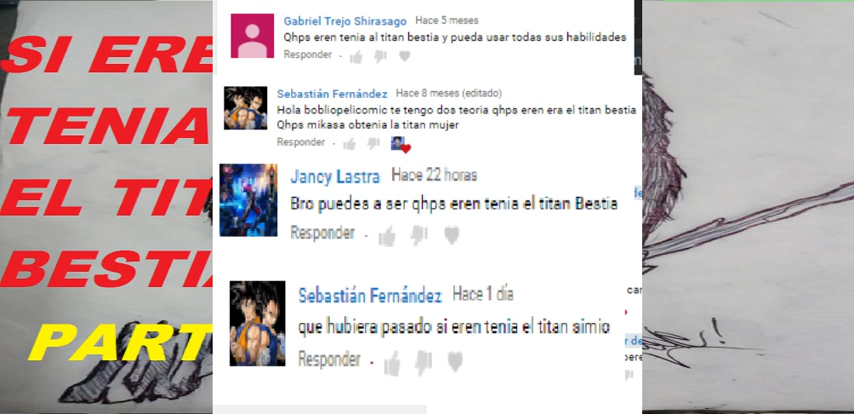 SI ERE
TENIA
EL TIT
BESTIA
PART
Gabriel Trejo Shirasago Hace 5 meses
Qhps eren tenia al titan bestia y pueda usar todas sus habilidades
Responder
Sebastián Fernández Hace 8 meses (editado)
Hola bobliopelicomic te tengo dos teoria qhps eren era el titan bestia
Qhps mikasa obtenia la titan mujer
Responder
Jancy Lastra Hace 22 horas
Bro puedes a ser qhps eren tenia el titan Bestia
Responder
Sebastián Fernández Hace 1 día
que hubiera pasado si eren tenia el titan simio
Responder